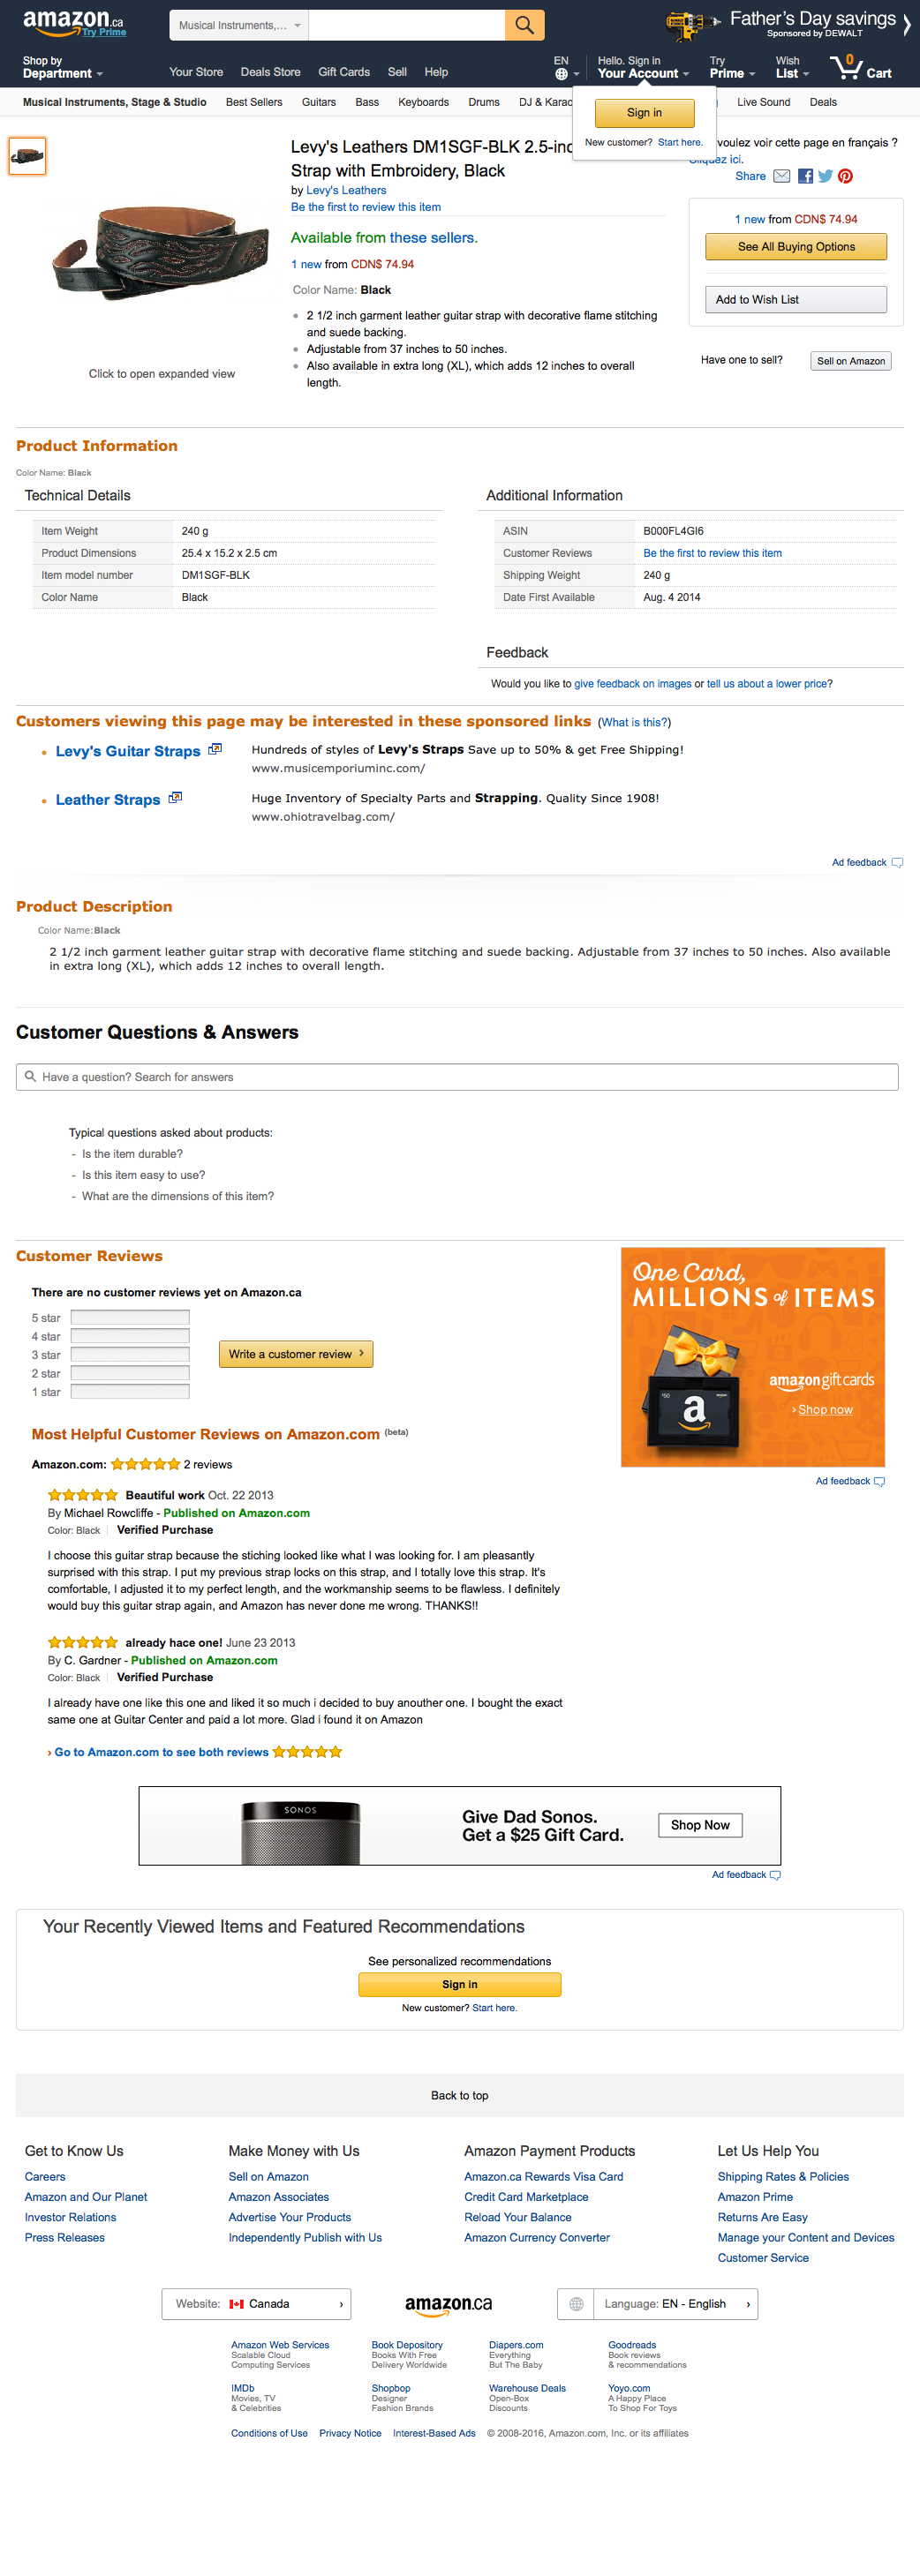 amazon.ca
Try Prime
Musical Instruments,...
Father's Day savings
Sponsored by DEWALT
Shop by
Department
Your Store
Deals Store
Gift Cards
Sell
Help
EN
Hello. Sign in
Your Account
Try
Prime
Wish
List
0
Cart
Musical Instruments, Stage & Studio
Best Sellers
Guitars
Bass
Keyboards
Drums
DJ & Karao
Live Sound
Deals
Sign in
New customer? Start here.
voulez voir cette page en français ?
Cliquez ici.
Share
Levy's Leathers DM1SGF-BLK 2.5-inc
Strap with Embroidery, Black
by Levy's Leathers
Be the first to review this item
Available from these sellers.
1 new from CDN$ 74.94
Color Name: Black
2 1/2 inch garment leather guitar strap with decorative flame stitching
and suede backing.
Adjustable from 37 inches to 50 inches.
Also available in extra long (XL), which adds 12 inches to overall
length.
Click to open expanded view
1 new from CDN$ 74.94
See All Buying Options
Add to Wish List
Have one to sell?
Sell on Amazon
Product Information
Color Name: Black
Technical Details
Item Weight 240 g
Product Dimensions 25.4 x 15.2 x 2.5 cm
Item model number DM1SGF-BLK
Color Name Black
Additional Information
ASIN B000FL4GI6
Customer Reviews Be the first to review this item
Shipping Weight 240 g
Date First Available Aug. 4 2014
Feedback
Would you like to give feedback on images or tell us about a lower price?
Customers viewing this page may be interested in these sponsored links (What is this?)
Levy's Guitar Straps
Hundreds of styles of Levy's Straps Save up to 50% & get Free Shipping!
www.musicemporiuminc.com/
Leather Straps
Huge Inventory of Specialty Parts and Strapping. Quality Since 1908!
www.ohiotravelbag.com/
Ad feedback
Product Description
Color Name:Black
2 1/2 inch garment leather guitar strap with decorative flame stitching and suede backing. Adjustable from 37 inches to 50 inches. Also available
in extra long (XL), which adds 12 inches to overall length.
Customer Questions & Answers
Have a question? Search for answers
Typical questions asked about products:
- Is the item durable?
- Is this item easy to use?
- What are the dimensions of this item?
Customer Reviews
There are no customer reviews yet on Amazon.ca
5 star
4 star
3 star
2 star
1 star
Write a customer review ›
One Card,
MILLIONS of ITEMS
$50
a
amazon
amazon gift cards
› Shop now
Ad feedback
Most Helpful Customer Reviews on Amazon.com (beta)
Amazon.com: 2 reviews
Beautiful work Oct. 22 2013
By Michael Rowcliffe - Published on Amazon.com
Color: Black Verified Purchase
I choose this guitar strap because the stiching looked like what I was looking for. I am pleasantly
surprised with this strap. I put my previous strap locks on this strap, and I totally love this strap. It's
comfortable, I adjusted it to my perfect length, and the workmanship seems to be flawless. I definitely
would buy this guitar strap again, and Amazon has never done me wrong. THANKS!!
already hace one! June 23 2013
By C. Gardner - Published on Amazon.com
Color: Black Verified Purchase
I already have one like this one and liked it so much i decided to buy anouther one. I bought the exact
same one at Guitar Center and paid a lot more. Glad i found it on Amazon
› Go to Amazon.com to see both reviews
SONOS
Give Dad Sonos.
Get a $25 Gift Card.
Shop Now
Ad feedback
Your Recently Viewed Items and Featured Recommendations
See personalized recommendations
Sign in
New customer? Start here.
Back to top
Get to Know Us
Careers
Amazon and Our Planet
Investor Relations
Press Releases
Make Money with Us
Sell on Amazon
Amazon Associates
Advertise Your Products
Independently Publish with Us
Amazon Payment Products
Amazon.ca Rewards Visa Card
Credit Card Marketplace
Reload Your Balance
Amazon Currency Converter
Let Us Help You
Shipping Rates & Policies
Amazon Prime
Returns Are Easy
Manage your Content and Devices
Customer Service
Website: Canada ›
amazon.ca
Language: EN - English ›
Amazon Web Services
Scalable Cloud
Computing Services
Book Depository
Books With Free
Delivery Worldwide
Diapers.com
Everything
But The Baby
Goodreads
Book reviews
& recommendations
IMDb
Movies, TV
& Celebrities
Shopbop
Designer
Fashion Brands
Warehouse Deals
Open-Box
Discounts
Yoyo.com
A Happy Place
To Shop For Toys
Conditions of Use
Privacy Notice
Interest-Based Ads
© 2008-2016, Amazon.com, Inc. or its affiliates